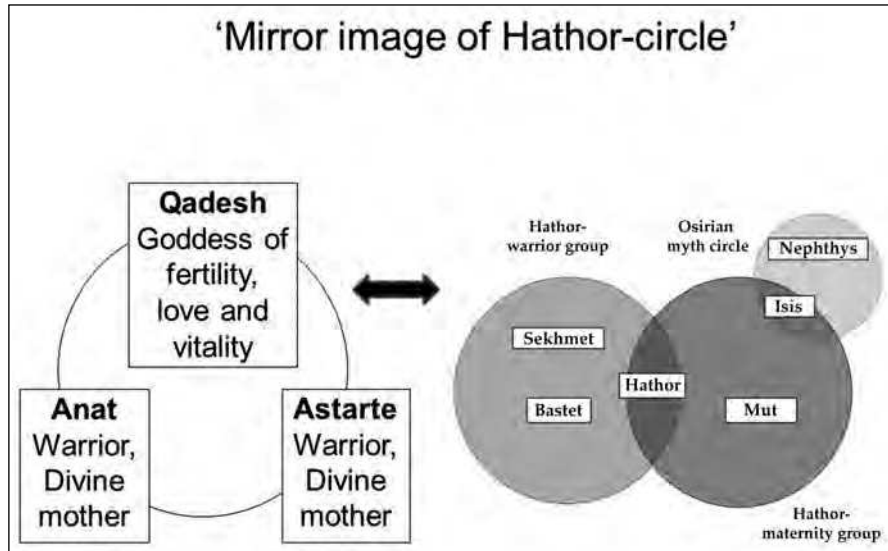 ‘Mirror image of Hathor-circle’
Qadesh
Goddess of
fertility,
love and
vitality
Anat
Warrior,
Divine
mother
Astarte
Warrior,
Divine
mother
Hathor-
warrior group
Osirian
myth circle
Nephthys
Isis
Sekhmet
Hathor
Bastet
Mut
Hathor-
maternity group